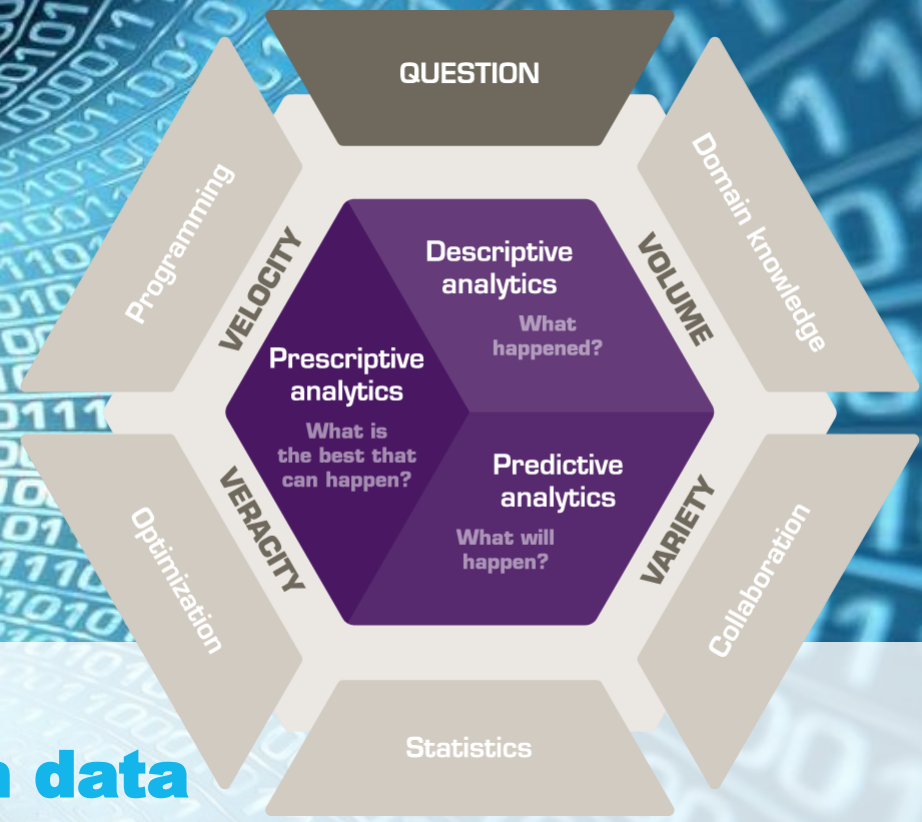 QUESTION
Domain knowledge
Programming
VELOCITY
VOLUME
Descriptive
analytics
What
happened?
Prescriptive
analytics
What is
the best that
can happen?
Predictive
analytics
What will
happen?
VERACITY
VARIETY
Optimization
Collaboration
Statistics
data